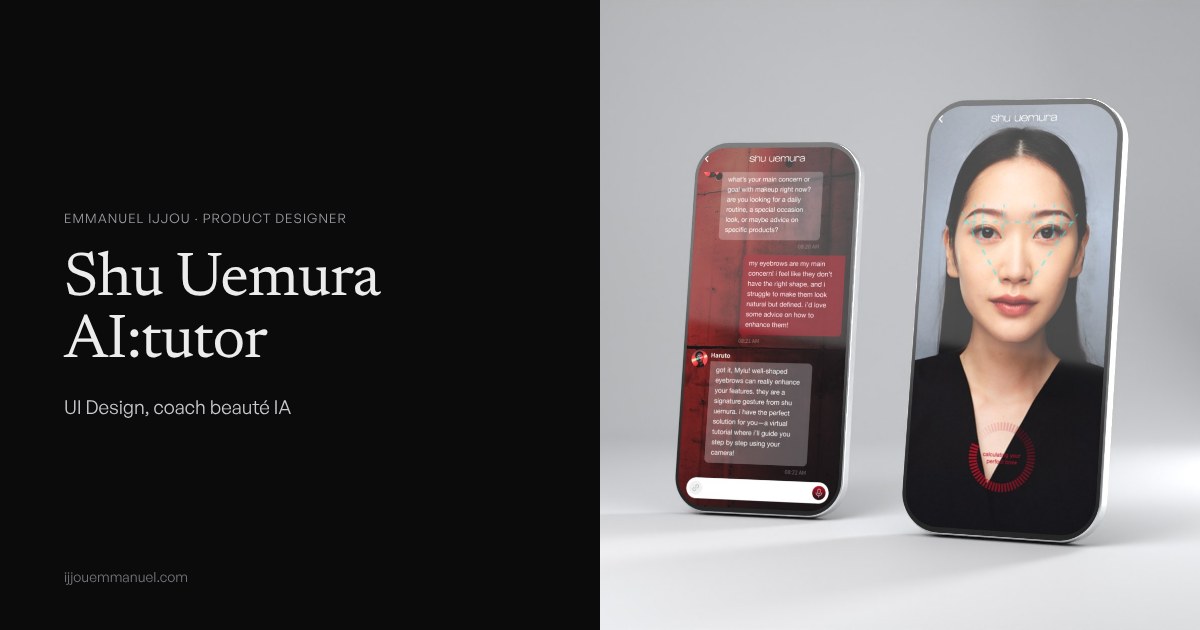 EMMANUEL IJJOU · PRODUCT DESIGNER
Shu Uemura
AI:tutor
UI Design, coach beauté IA
ijjouemmanuel.com
shu uemura
what's your main concern or
goal with makeup right now?
are you looking for a daily
routine, a special occasion
look, or maybe advice on
specific products?
my eyebrows are my main
concern! i feel like they don't
have the right shape, and i
struggle to make them look
natural but defined. i'd love
some advice on how to
enhance them!
Haruto
got it, Myiu! well-shaped
eyebrows can really enhance
your features. they are a
signature gesture from shu
uemura. i have the perfect
solution for you—a virtual
tutorial where i'll guide you
step by step using your
camera!
08:22 AM
shu uemura